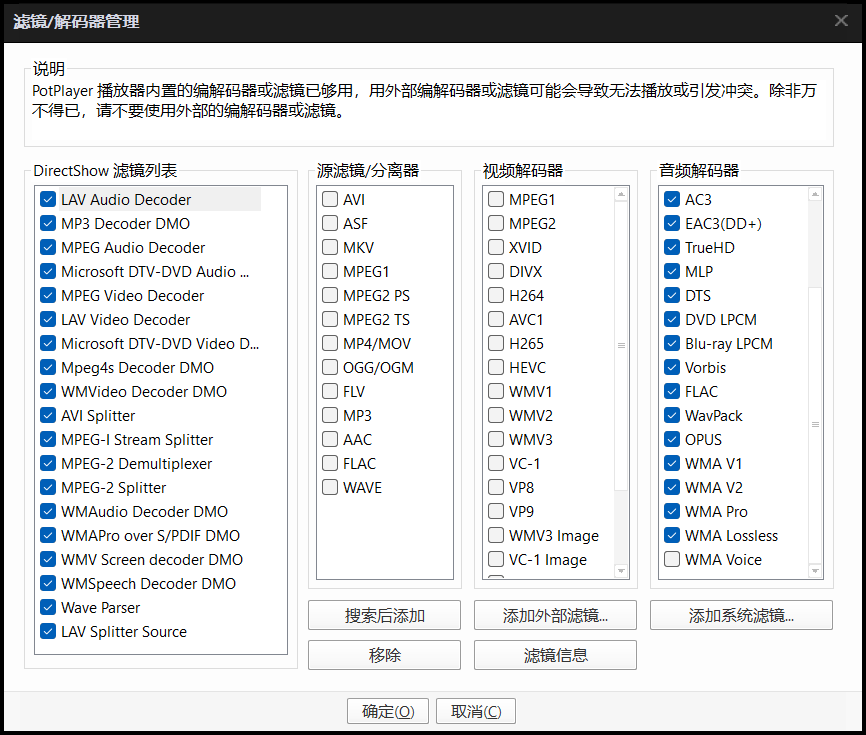 滤镜/解码器管理
说明
PotPlayer 播放器内置的编解码器或滤镜已够用，用外部编解码器或滤镜可能会导致无法播放或引发冲突。除非万
不得已，请不要使用外部的编解码器或滤镜。
DirectShow 滤镜列表
LAV Audio Decoder
MP3 Decoder DMO
MPEG Audio Decoder
Microsoft DTV-DVD Audio ...
MPEG Video Decoder
LAV Video Decoder
Microsoft DTV-DVD Video D...
Mpeg4s Decoder DMO
WMVideo Decoder DMO
AVI Splitter
MPEG-I Stream Splitter
MPEG-2 Demultiplexer
MPEG-2 Splitter
WMAudio Decoder DMO
WMAPro over S/PDIF DMO
WMV Screen decoder DMO
WMSpeech Decoder DMO
Wave Parser
LAV Splitter Source
源滤镜/分离器
AVI
ASF
MKV
MPEG1
MPEG2 PS
MPEG2 TS
MP4/MOV
OGG/OGM
FLV
MP3
AAC
FLAC
WAVE
视频解码器
MPEG1
MPEG2
XVID
DIVX
H264
AVC1
H265
HEVC
WMV1
WMV2
WMV3
VC-1
VP8
VP9
WMV3 Image
VC-1 Image
音频解码器
AC3
EAC3(DD+)
TrueHD
MLP
DTS
DVD LPCM
Blu-ray LPCM
Vorbis
FLAC
WavPack
OPUS
WMA V1
WMA V2
WMA Pro
WMA Lossless
WMA Voice
搜索后添加
添加外部滤镜...
添加系统滤镜...
移除
滤镜信息
确定(O)
取消(C)